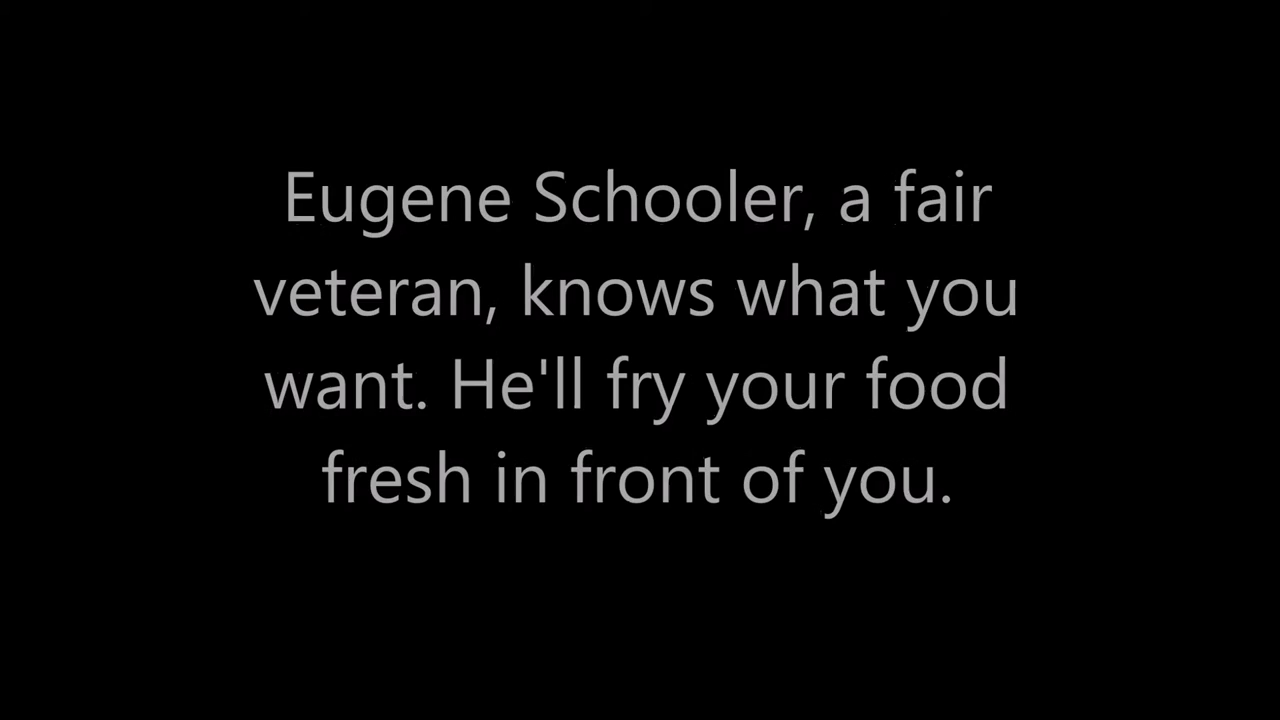 Eugene Schooler, a fair
veteran, knows what you
want. He'll fry your food
fresh in front of you.